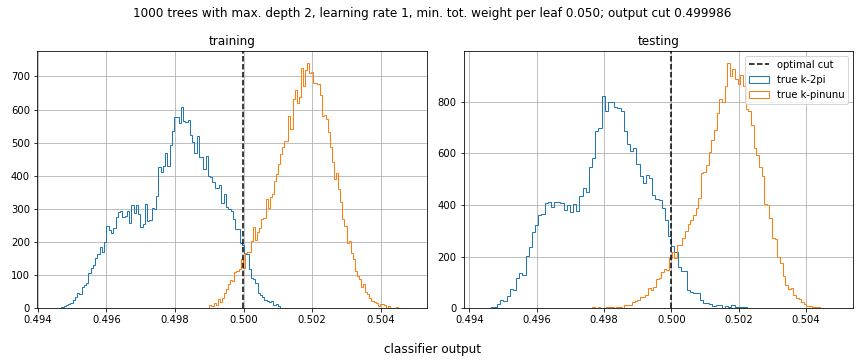 1000 trees with max. depth 2, learning rate 1, min. tot. weight per leaf 0.050; output cut 0.499986
training
testing
700
600
500
400
300
200
100
0
0.494 0.496 0.498 0.500 0.502 0.504
800
600
400
200
0
0.494 0.496 0.498 0.500 0.502 0.504
optimal cut
true k-2pi
true k-pinunu
classifier output